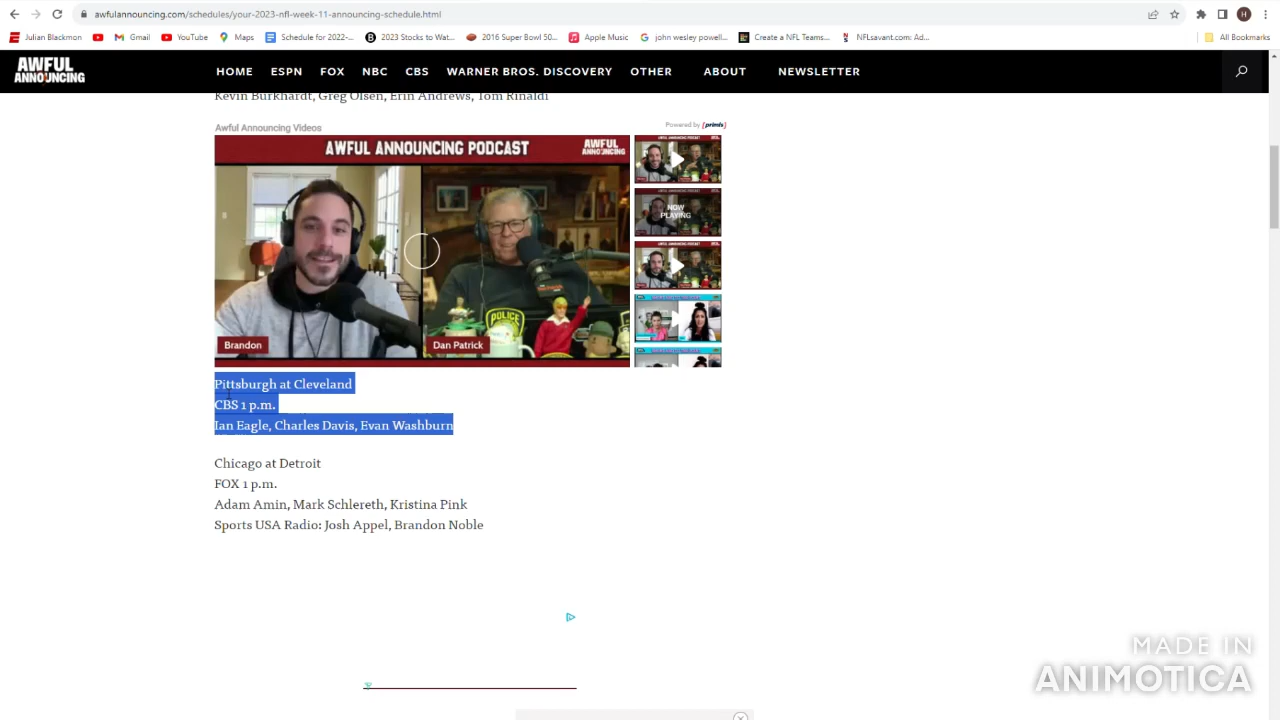 awfulannouncing.com/schedules/your-2023-nfl-week-11-announcing-schedule.html
H
Julian Blackmon
Gmail
YouTube
Maps
Schedule for 2022-...
2023 Stocks to Wat...
2016 Super Bowl 50...
Apple Music
john wesley powell...
Create a NFL Teams...
NFLsavant.com: Ad...
All Bookmarks
AWFUL
ANNOUNCING
HOME ESPN FOX NBC CBS WARNER BROS. DISCOVERY OTHER ABOUT NEWSLETTER
Kevin Burkhardt, Greg Olsen, Erin Andrews, Tom Rinaldi
Awful Announcing Videos
Powered by [primis]
AWFUL ANNOUNCING PODCAST
AWFUL
ANNOUNCING
NOW
PLAYING
POLICE
Brandon
Dan Patrick
Pittsburgh at Cleveland
CBS 1 p.m.
Ian Eagle, Charles Davis, Evan Washburn
Chicago at Detroit
FOX 1 p.m.
Adam Amin, Mark Schlereth, Kristina Pink
Sports USA Radio: Josh Appel, Brandon Noble
MADE IN
ANIMOTICA